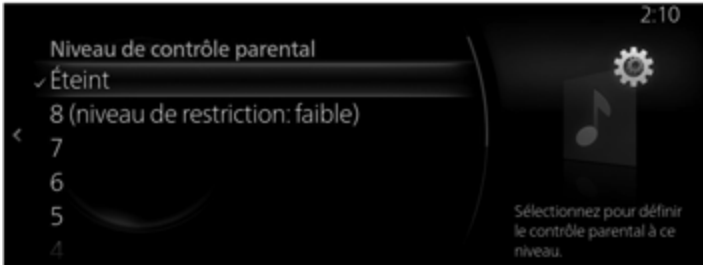 2:10
Niveau de contrôle parental
Éteint
8 (niveau de restriction: faible)
7
6
5
4
Sélectionnez pour définir
le contrôle parental à ce
niveau.